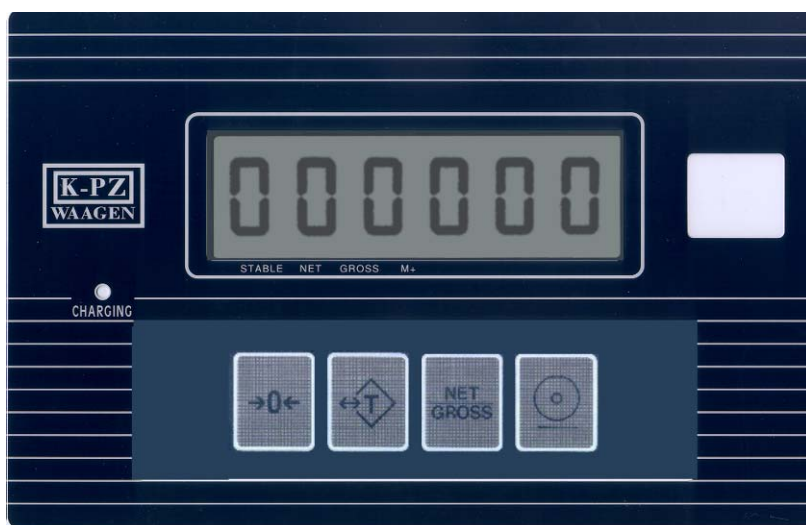 000000
K-PZ
WAAGEN
STABLE NET GROSS M+
CHARGING
→0←
↔T
NET
GROSS